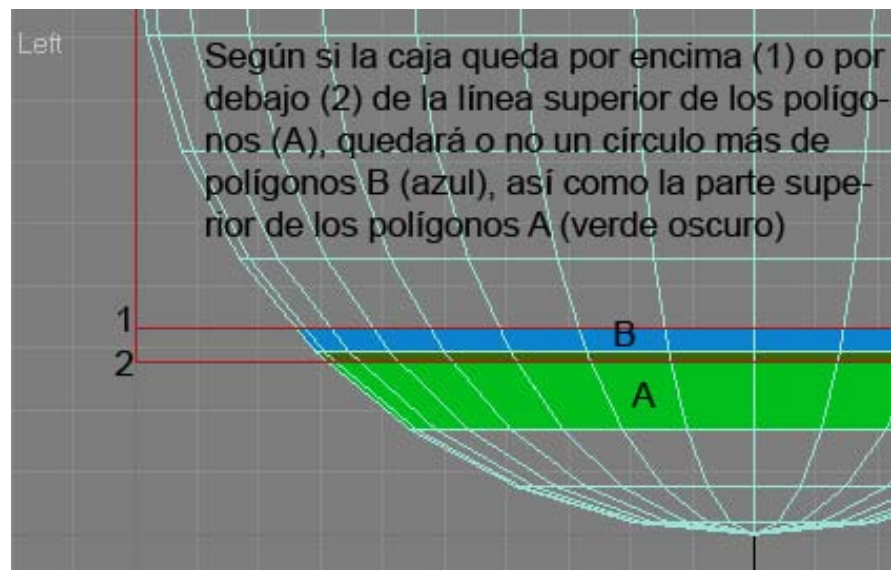 Left
Según si la caja queda por encima (1) o por
debajo (2) de la línea superior de los polígo-
nos (A), quedará o no un círculo más de
polígonos B (azul), así como la parte supe-
rior de los polígonos A (verde oscuro)
1
B
2
A